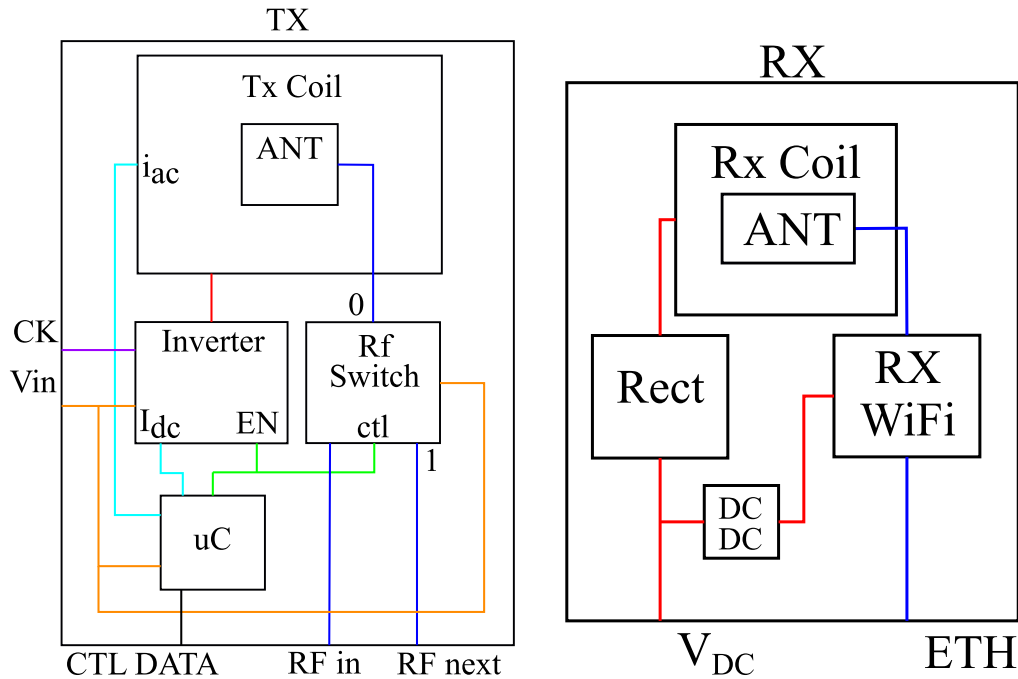 TX
Tx Coil
ANT
iac
0
CK
Inverter
Rf
Switch
Vin
Idc
EN
ctl
1
uC
CTL DATA
RF in
RF next
RX
Rx Coil
ANT
Rect
RX
WiFi
DC
DC
VDC
ETH